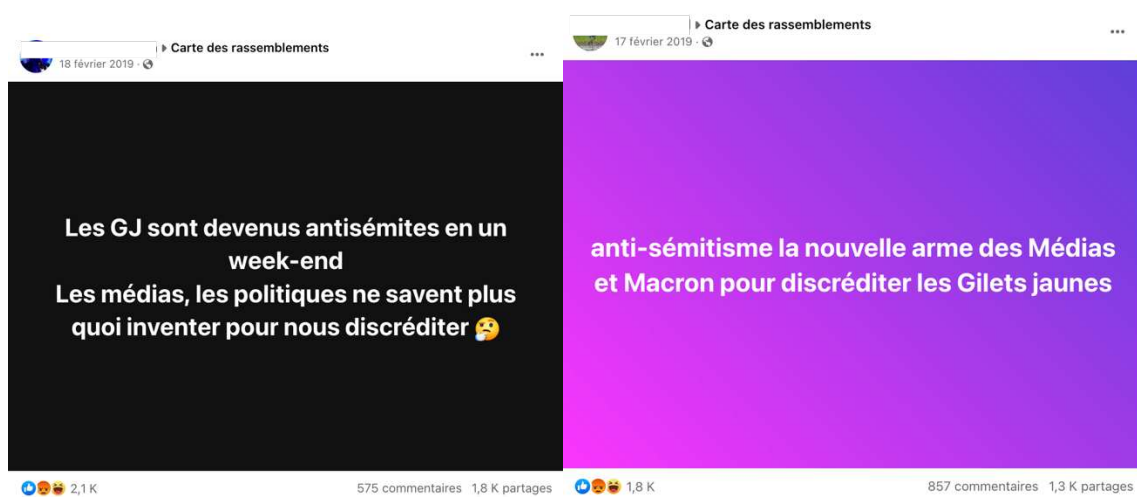 ▸ Carte des rassemblements
18 février 2019 ·
Les GJ sont devenus antisémites en un
week-end
Les médias, les politiques ne savent plus
quoi inventer pour nous discréditer 🤔
2,1 K
575 commentaires 1,8 K partages
▸ Carte des rassemblements
17 février 2019 ·
anti-sémitisme la nouvelle arme des Médias
et Macron pour discréditer les Gilets jaunes
1,8 K
857 commentaires 1,3 K partages